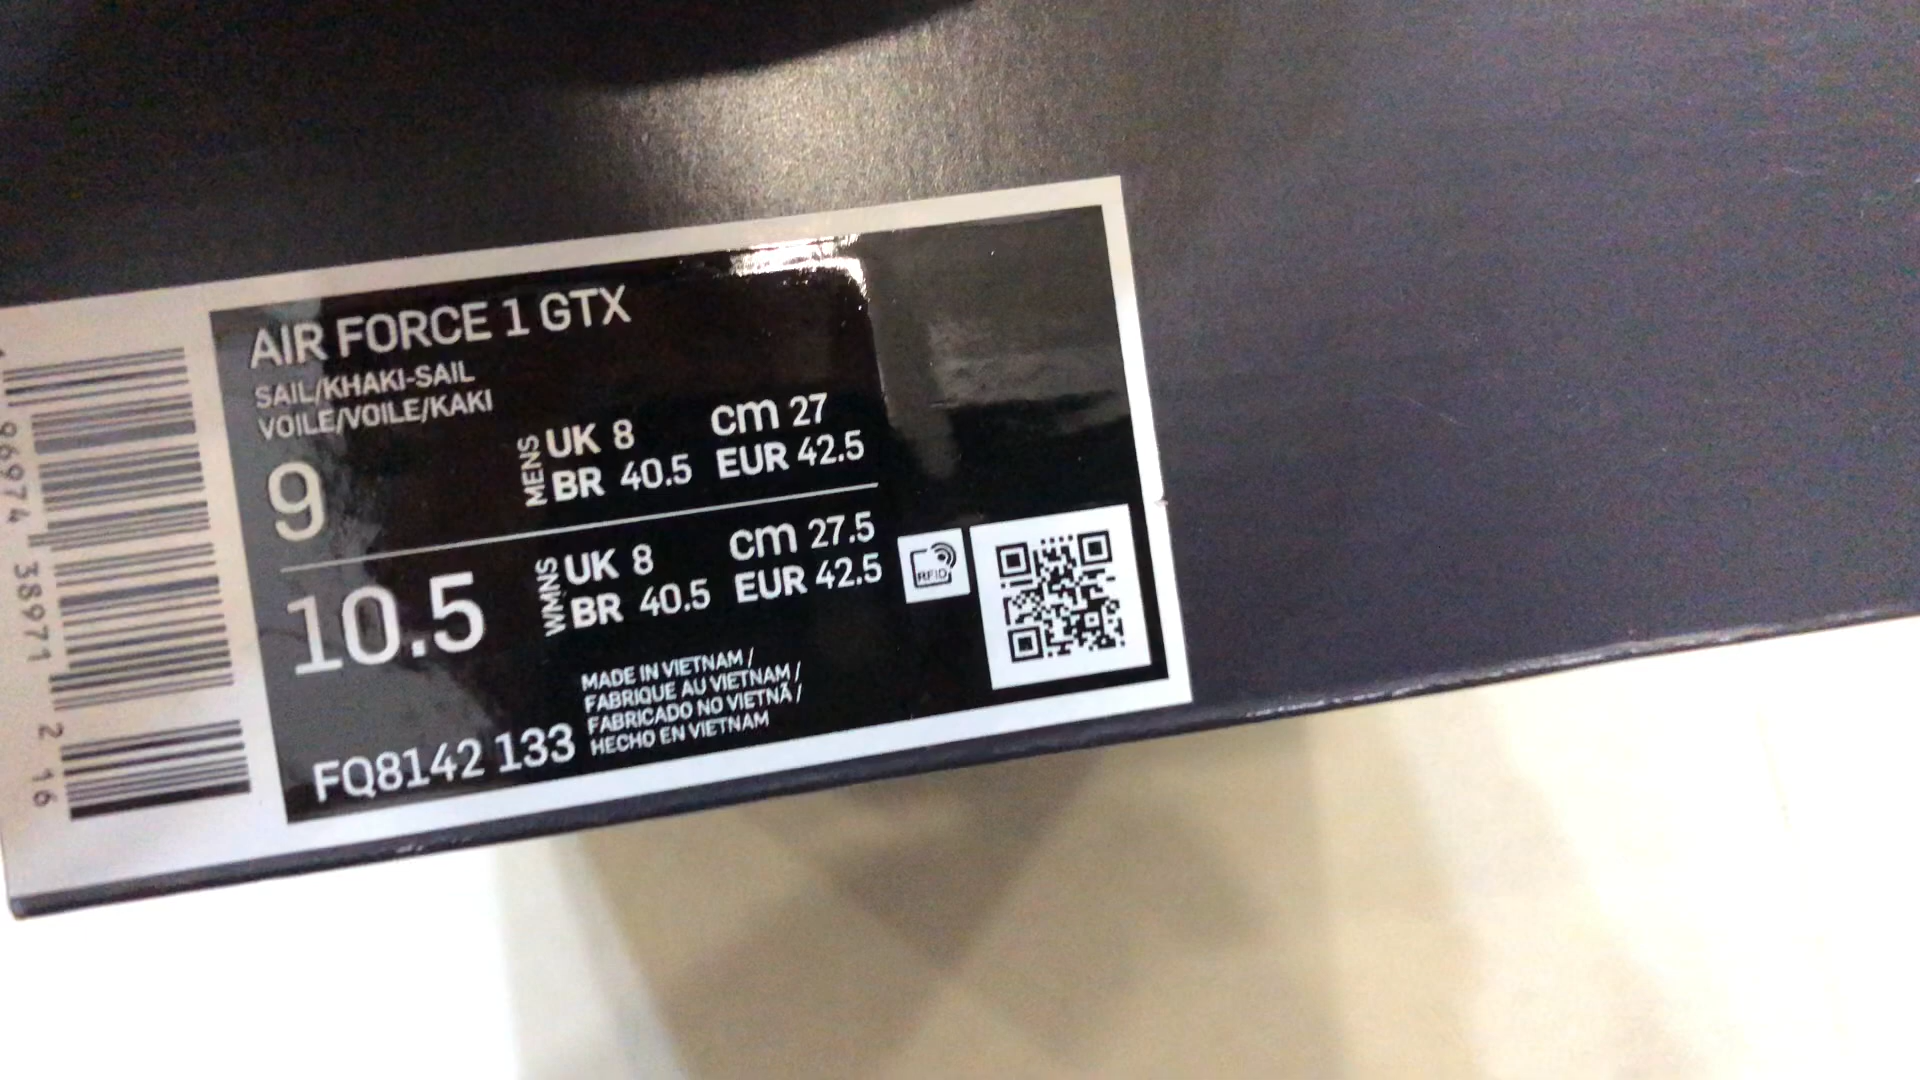 AIR FORCE 1 GTX
SAIL/KHAKI-SAIL
VOILE/VOILE/KAKI
9
MENS
UK 8 cm 27
BR 40.5 EUR 42.5
10.5
WMNS
UK 8 cm 27.5
BR 40.5 EUR 42.5
RFID
MADE IN VIETNAM /
FABRIQUE AU VIETNAM /
FABRICADO NO VIETNÃ /
HECHO EN VIETNAM
FQ8142 133
96974 38971 2 16